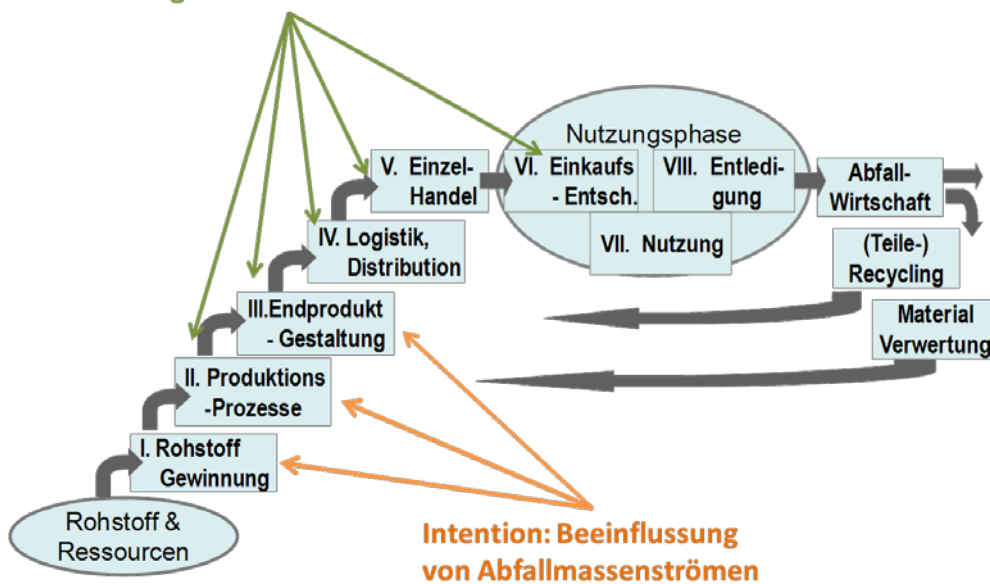 Nutzungsphase
V. Einzel-
Handel
VI. Einkaufs
- Entsch.
VIII. Entledi-
gung
VII. Nutzung
Abfall-
Wirtschaft
(Teile-)
Recycling
Material
Verwertung
IV. Logistik,
Distribution
III.Endprodukt
- Gestaltung
II. Produktions
-Prozesse
I. Rohstoff
Gewinnung
Rohstoff &
Ressourcen
Intention: Beeinflussung
von Abfallmassenströmen